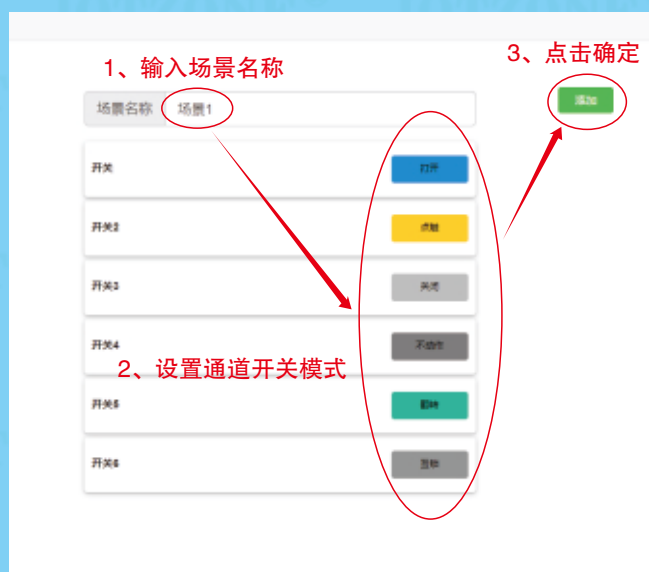 3、点击确定
1、输入场景名称
添加
场景名称 场景1
开关 打开
开关2 点触
开关3 关闭
开关4 不动作
2、设置通道开关模式
开关5 翻转
开关6 互锁